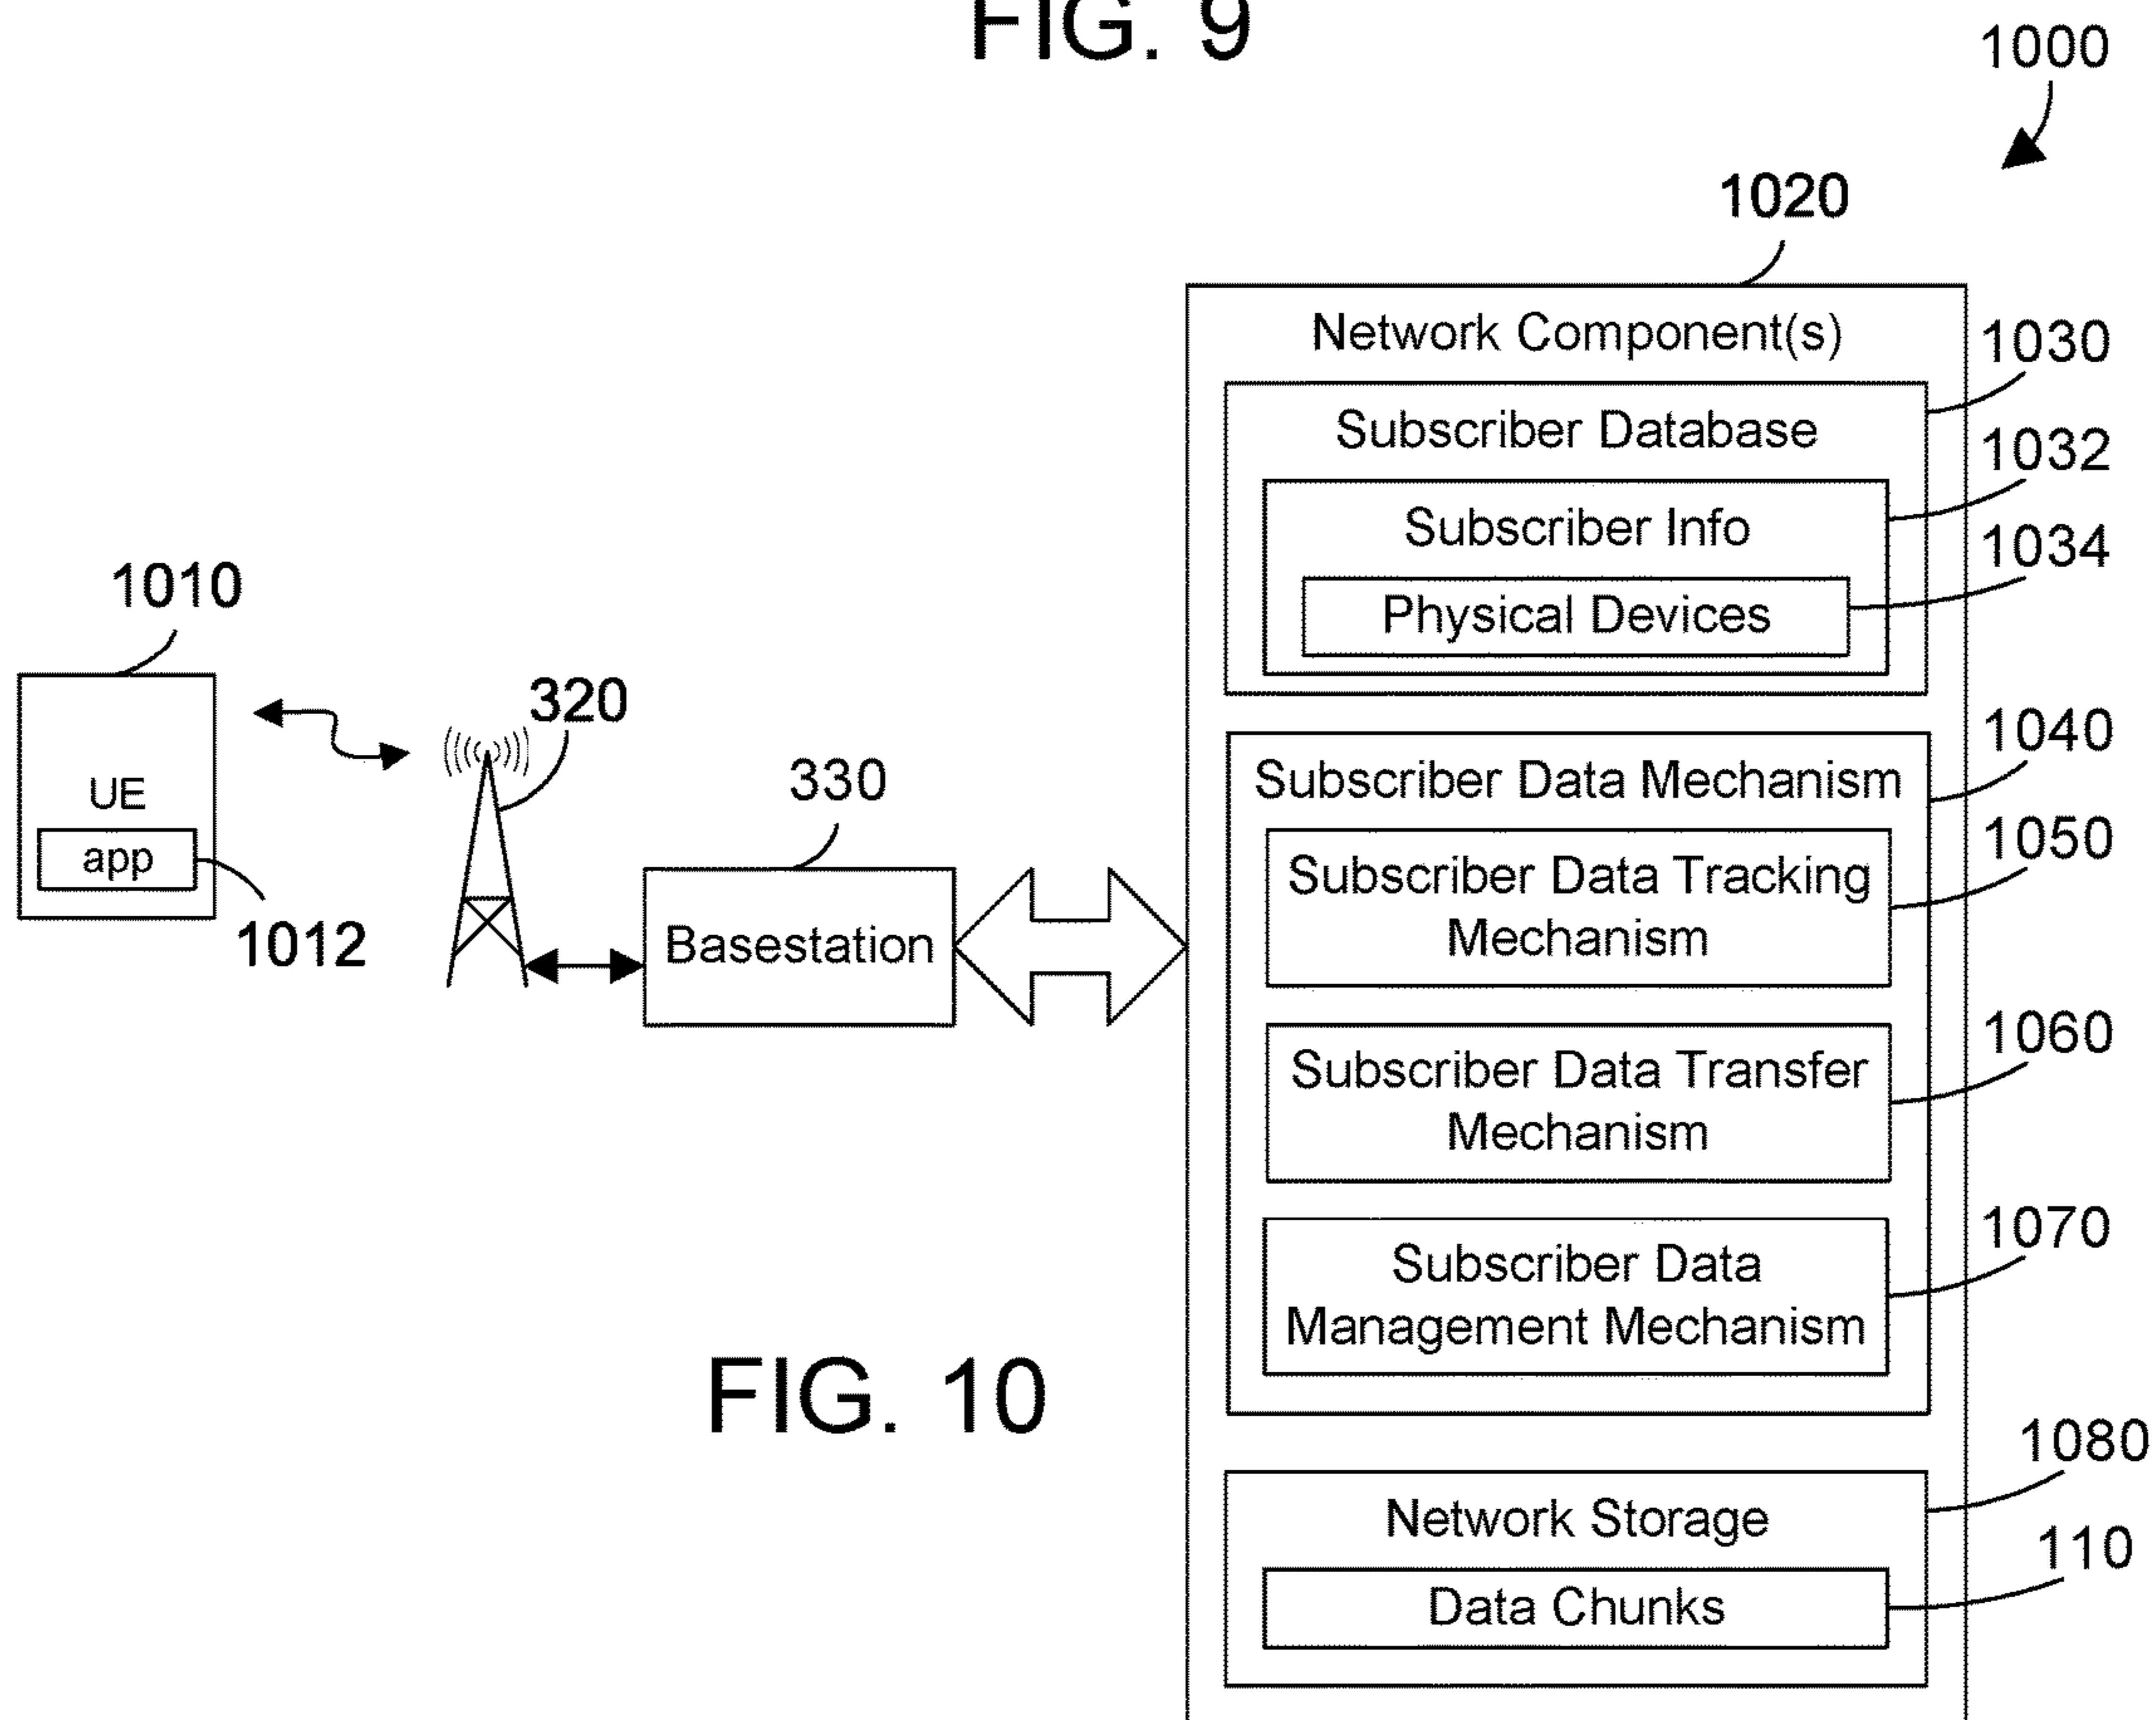 FIG. 9
1000
1020
Network Component(s)
1030
Subscriber Database
1032
Subscriber Info
1034
Physical Devices
1010
UE
app
1012
320
330
Basestation
1040
Subscriber Data Mechanism
1050
Subscriber Data Tracking
Mechanism
1060
Subscriber Data Transfer
Mechanism
1070
Subscriber Data
Management Mechanism
FIG. 10
1080
Network Storage
110
Data Chunks